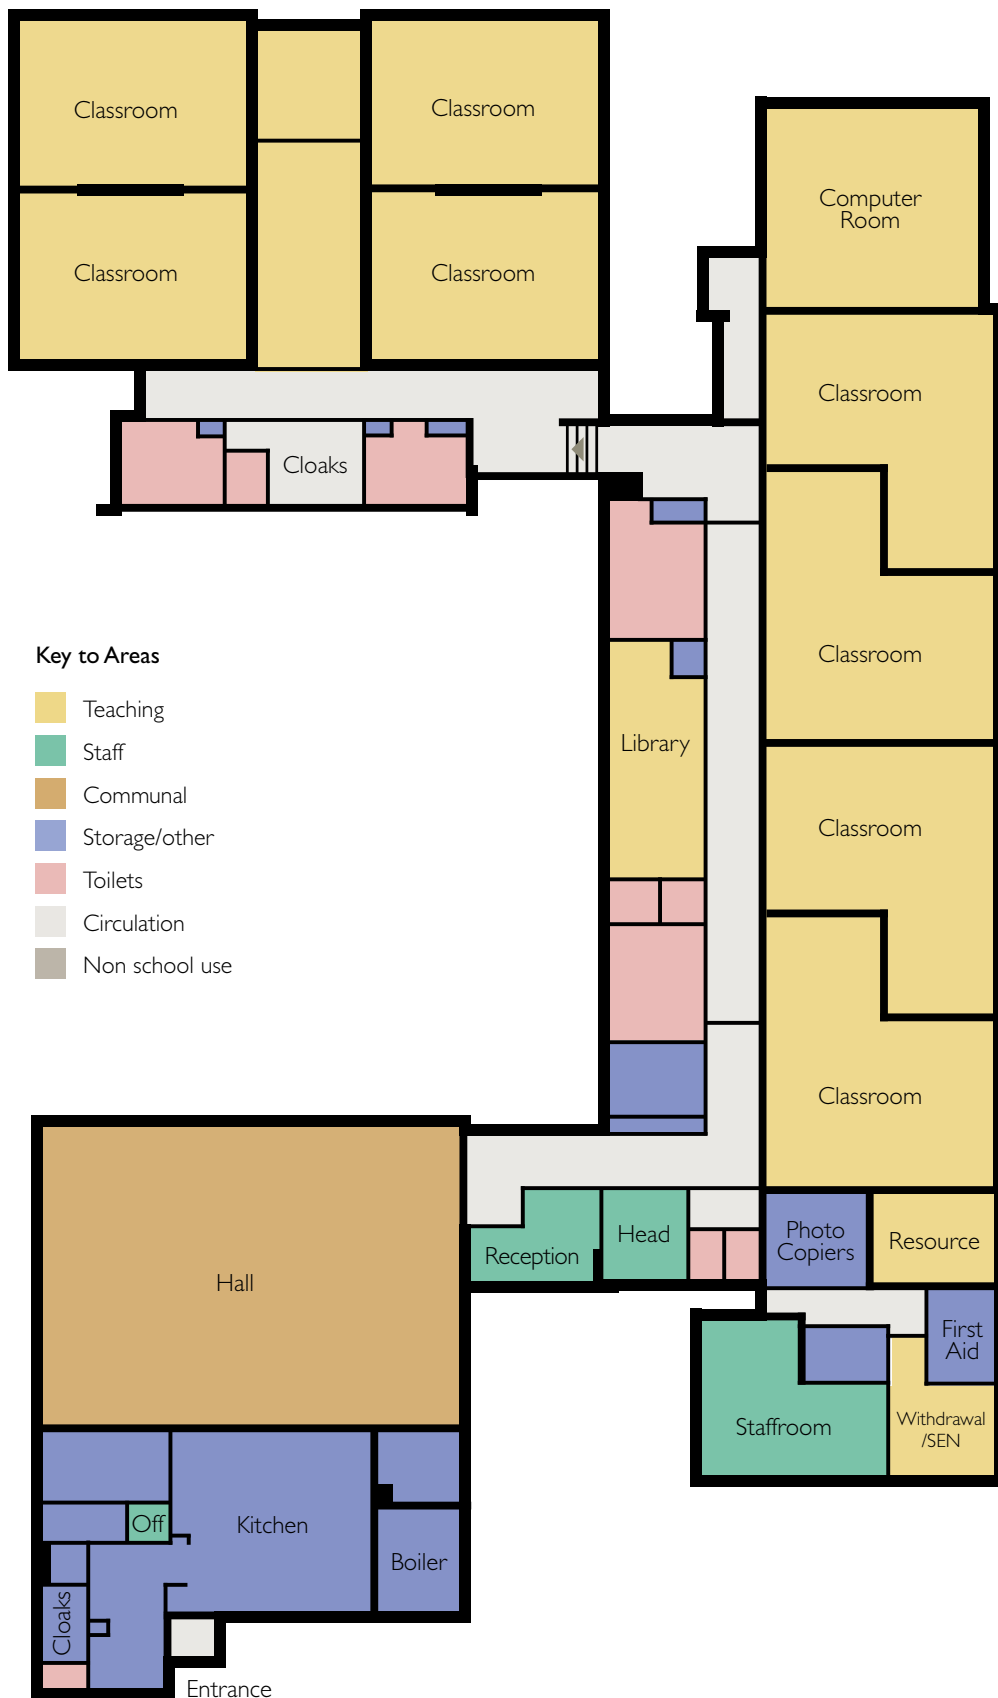 Classroom
Classroom
Computer
Room
Classroom
Classroom
Classroom
Cloaks
Classroom
Key to Areas
Teaching
Staff
Communal
Storage/other
Toilets
Circulation
Non school use
Library
Classroom
Classroom
Photo
Copiers
Resource
Head
Reception
Hall
First
Aid
Withdrawal
/SEN
Staffroom
Off
Kitchen
Boiler
Cloaks
Entrance